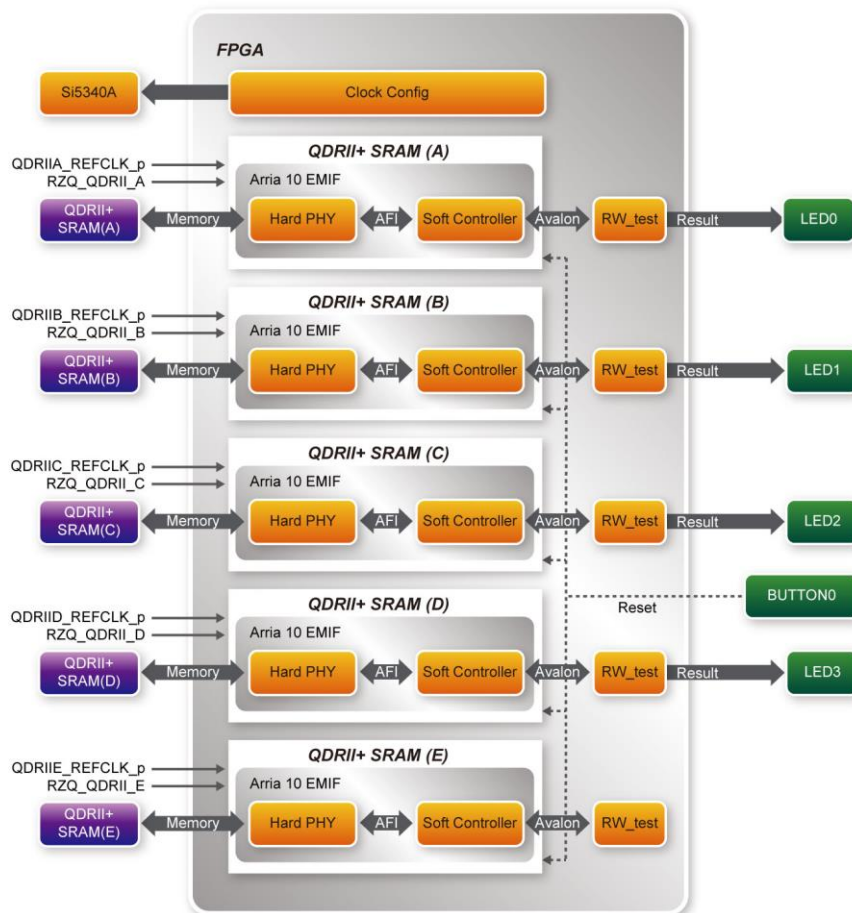 FPGA
Si5340A
Clock Config
QDRII+ SRAM (A)
QDRIIA_REFCLK_p
RZQ_QDRII_A
Arria 10 EMIF
QDRII+
SRAM(A)
Memory
Hard PHY
AFI
Soft Controller
Avalon
RW_test
Result
LED0
QDRII+ SRAM (B)
QDRIIB_REFCLK_p
RZQ_QDRII_B
Arria 10 EMIF
QDRII+
SRAM(B)
Memory
Hard PHY
AFI
Soft Controller
Avalon
RW_test
Result
LED1
QDRII+ SRAM (C)
QDRIIC_REFCLK_p
RZQ_QDRII_C
Arria 10 EMIF
QDRII+
SRAM(C)
Memory
Hard PHY
AFI
Soft Controller
Avalon
RW_test
Result
LED2
BUTTON0
Reset
QDRII+ SRAM (D)
QDRIID_REFCLK_p
RZQ_QDRII_D
Arria 10 EMIF
QDRII+
SRAM(D)
Memory
Hard PHY
AFI
Soft Controller
Avalon
RW_test
Result
LED3
QDRII+ SRAM (E)
QDRIIE_REFCLK_p
RZQ_QDRII_E
Arria 10 EMIF
QDRII+
SRAM(E)
Memory
Hard PHY
AFI
Soft Controller
Avalon
RW_test